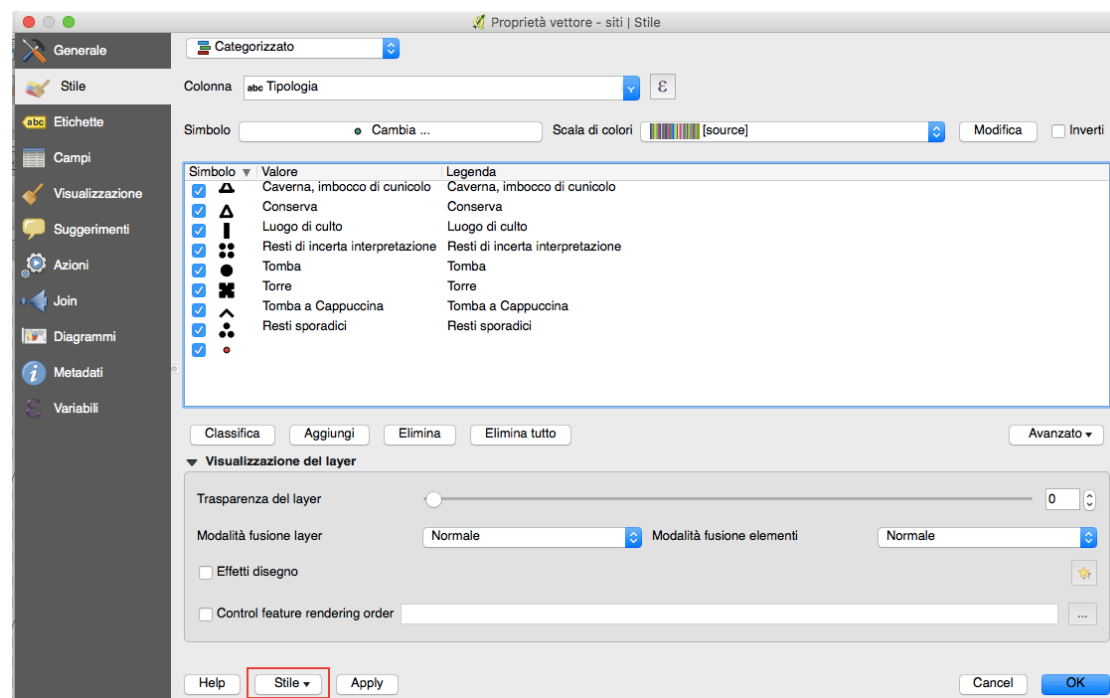 Proprietà vettore - siti | Stile
Generale
Stile
Etichette
Campi
Visualizzazione
Suggerimenti
Azioni
Join
Diagrammi
Metadati
Variabili
Categorizzato
Colonna abc Tipologia ε
Simbolo Cambia ... Scala di colori [source] Modifica Inverti
Simbolo Valore Legenda
Caverna, imbocco di cunicolo Caverna, imbocco di cunicolo
Conserva Conserva
Luogo di culto Luogo di culto
Resti di incerta interpretazione Resti di incerta interpretazione
Tomba Tomba
Torre Torre
Tomba a Cappuccina Tomba a Cappuccina
Resti sporadici Resti sporadici
Classifica Aggiungi Elimina Elimina tutto Avanzato
Visualizzazione del layer
Trasparenza del layer 0
Modalità fusione layer Normale Modalità fusione elementi Normale
Effetti disegno
Control feature rendering order ...
Help Stile Apply Cancel OK
abc